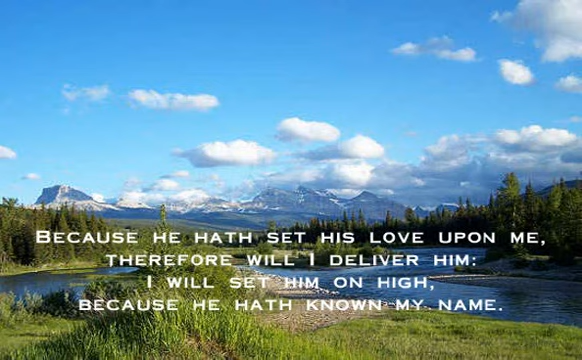 Because he hath set his love upon me,
therefore will I deliver him:
I will set him on high,
because he hath known my name.